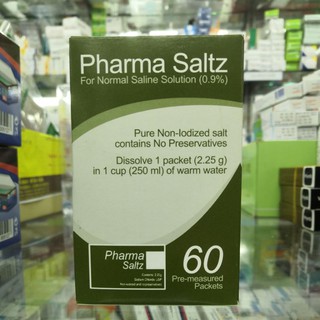 Pharma Saltz
For Normal Saline Solution (0.9%)
Pure Non-Iodized salt
contains No Preservatives
Dissolve 1 packet (2.25 g)
in 1 cup (250 ml) of warm water
Pharma
Saltz
60
Pre-measured
Packets